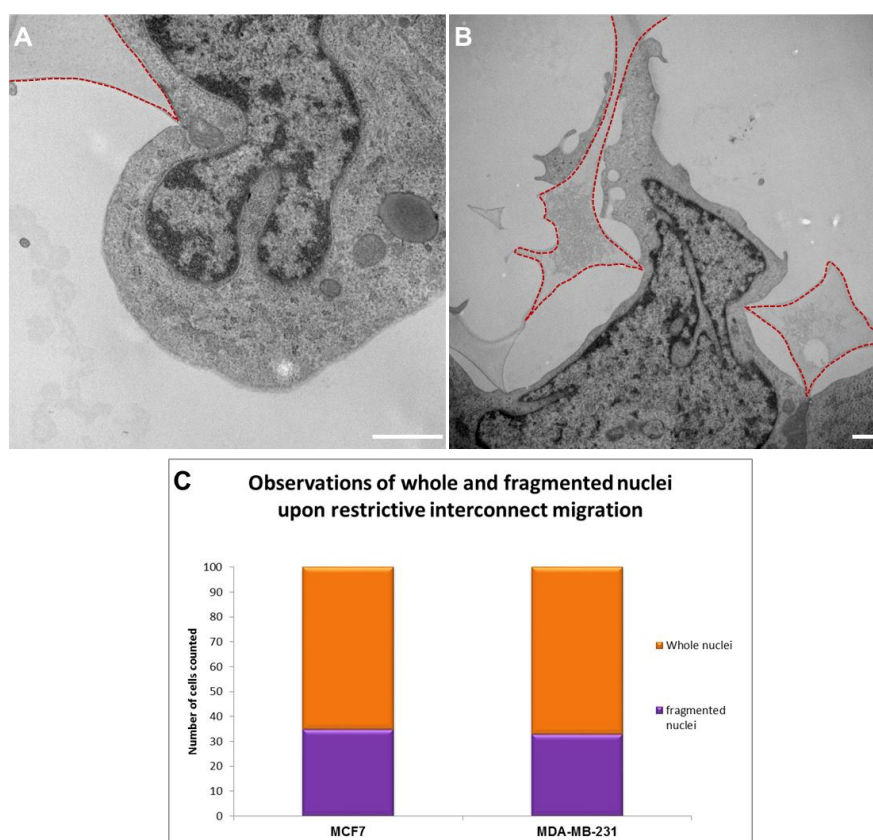 A
B
C
Observations of whole and fragmented nuclei
upon restrictive interconnect migration
Number of cells counted
100
90
80
70
60
50
40
30
20
10
0
Whole nuclei
fragmented
nuclei
MCF7
MDA-MB-231